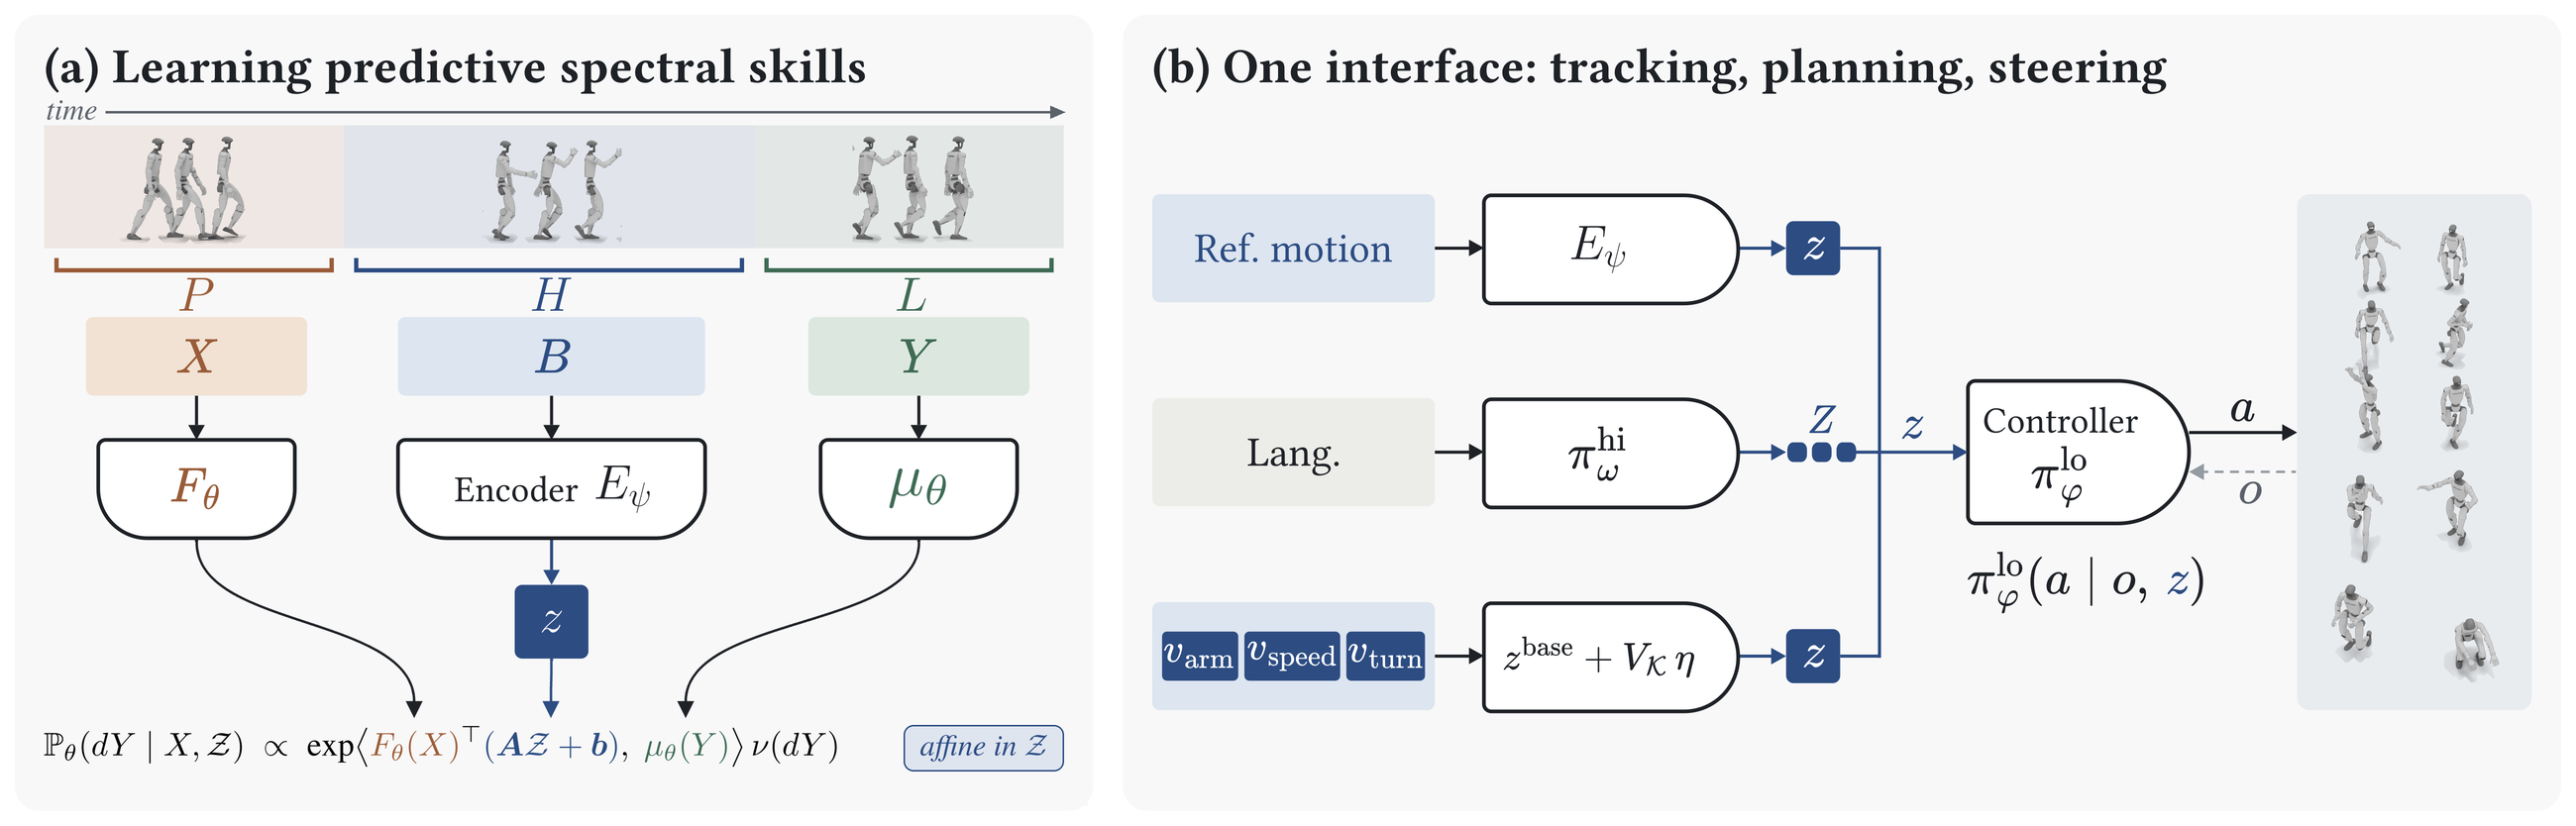 (a) Learning predictive spectral skills
time
P H L
X B Y
F_θ Encoder E_ψ μ_θ
z
ℙ_θ(dY | X, 𝒵) ∝ exp⟨F_θ(X)^⊤(A𝒵 + b), μ_θ(Y)⟩ ν(dY)
affine in 𝒵
(b) One interface: tracking, planning, steering
Ref. motion E_ψ z
Lang. π_ω^hi Z z
v_arm v_speed v_turn z^base + V_𝒦 η z
Controller
π_φ^lo
a
o
π_φ^lo(a | o, z)